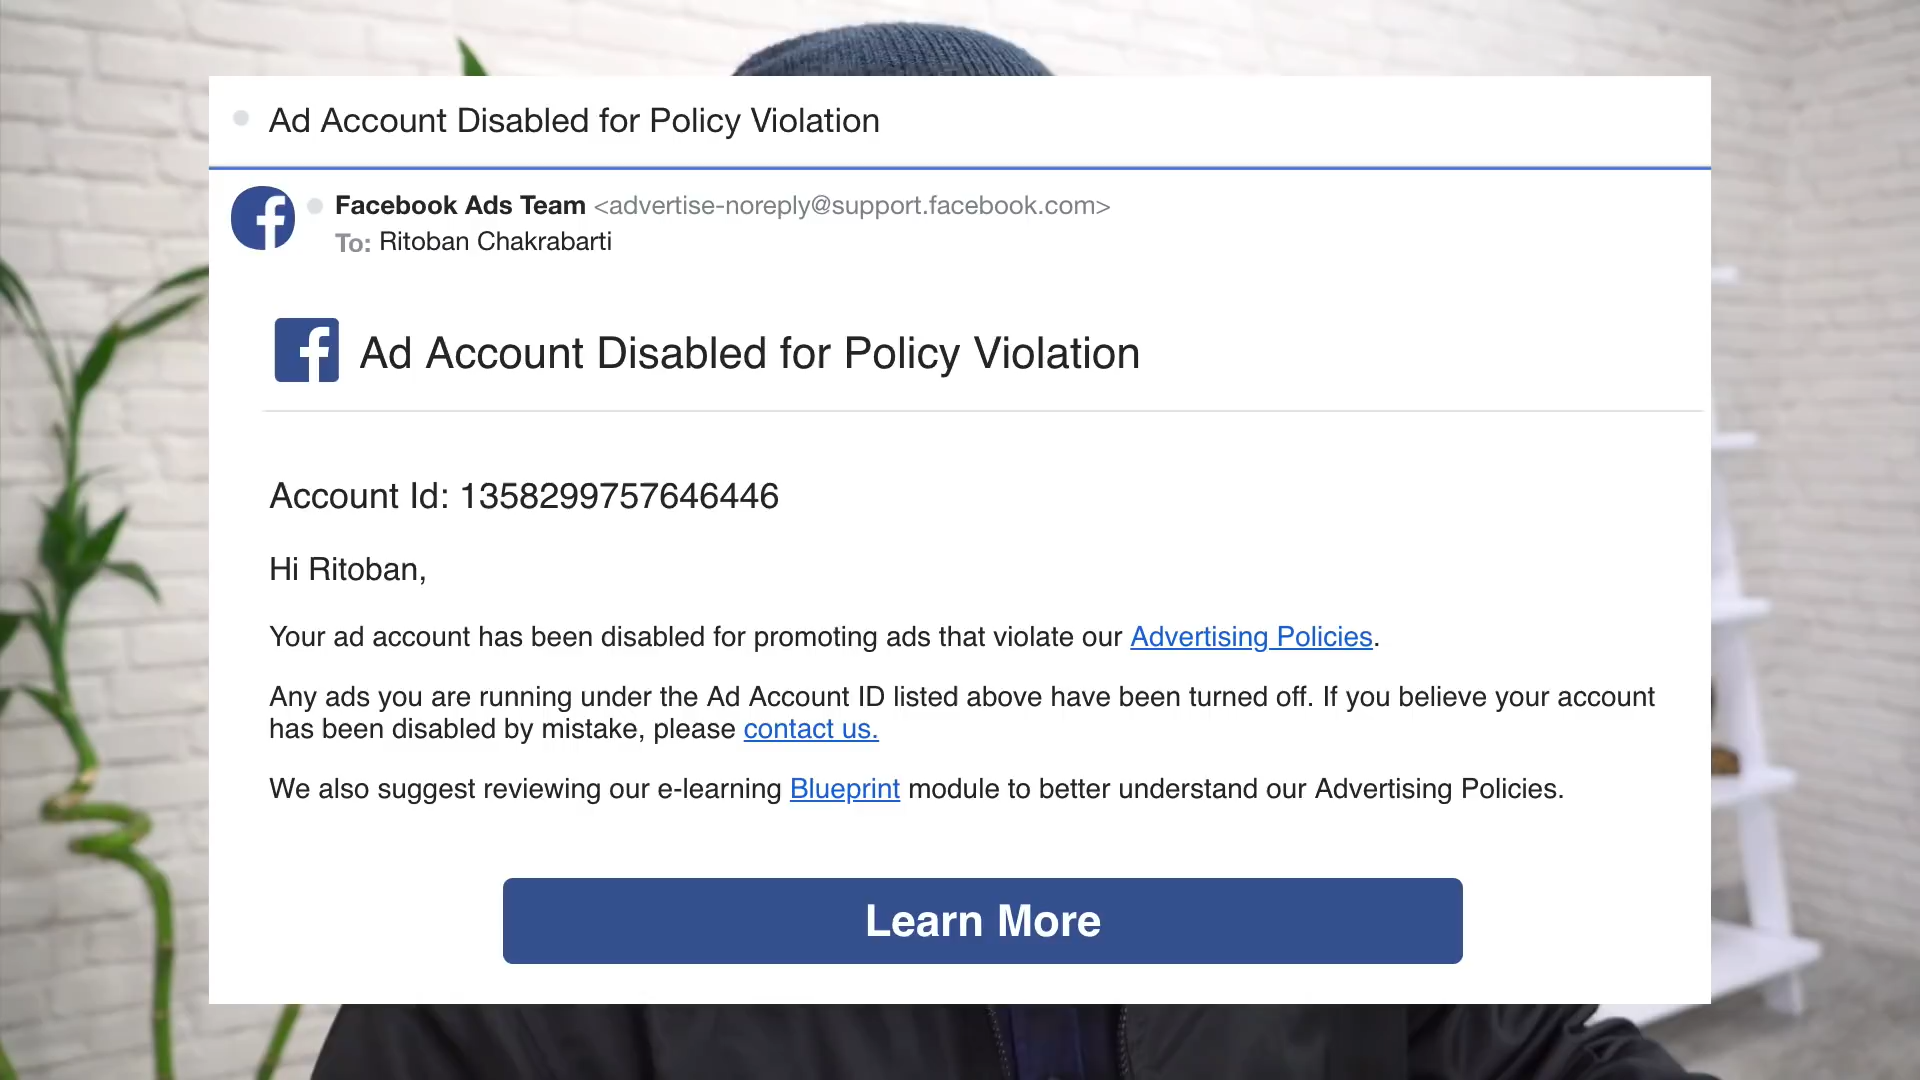 Ad Account Disabled for Policy Violation
Facebook Ads Team <advertise-noreply@support.facebook.com>
To: Ritoban Chakrabarti
Ad Account Disabled for Policy Violation
Account Id: 1358299757646446
Hi Ritoban,
Your ad account has been disabled for promoting ads that violate our Advertising Policies.
Any ads you are running under the Ad Account ID listed above have been turned off. If you believe your account
has been disabled by mistake, please contact us.
We also suggest reviewing our e-learning Blueprint module to better understand our Advertising Policies.
Learn More